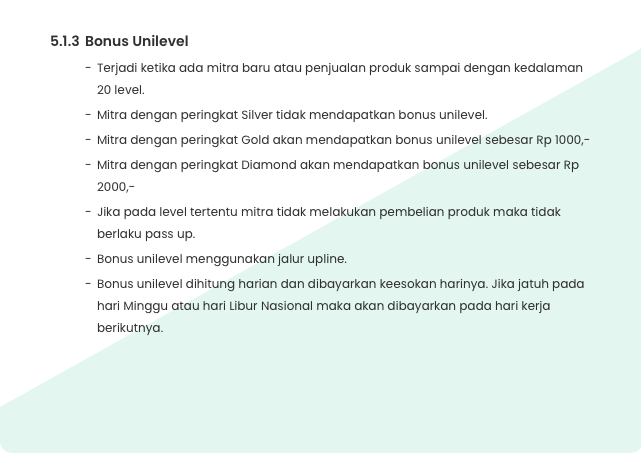 5.1.3 Bonus Unilevel
- Terjadi ketika ada mitra baru atau penjualan produk sampai dengan kedalaman
20 level.
- Mitra dengan peringkat Silver tidak mendapatkan bonus unilevel.
- Mitra dengan peringkat Gold akan mendapatkan bonus unilevel sebesar Rp 1000,-
- Mitra dengan peringkat Diamond akan mendapatkan bonus unilevel sebesar Rp
2000,-
- Jika pada level tertentu mitra tidak melakukan pembelian produk maka tidak
berlaku pass up.
- Bonus unilevel menggunakan jalur upline.
- Bonus unilevel dihitung harian dan dibayarkan keesokan harinya. Jika jatuh pada
hari Minggu atau hari Libur Nasional maka akan dibayarkan pada hari kerja
berikutnya.